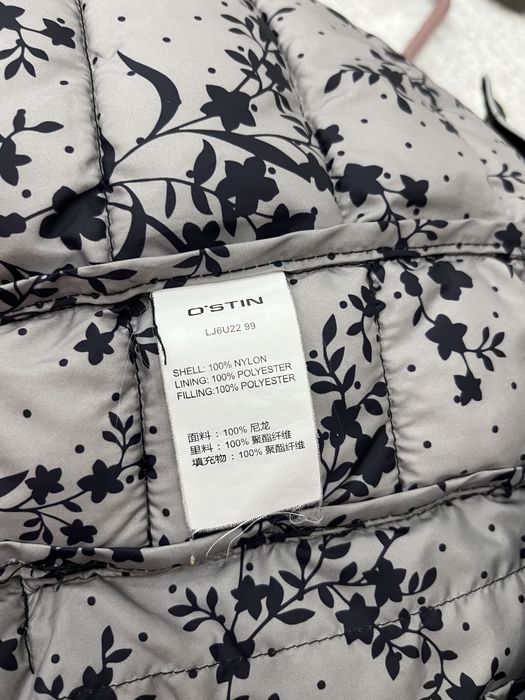 O'STIN
LJ6U22 99
SHELL: 100% NYLON
LINING: 100% POLYESTER
FILLING:100% POLYESTER
面料：100% 尼龙
里料：100% 聚酯纤维
填充物：100% 聚酯纤维